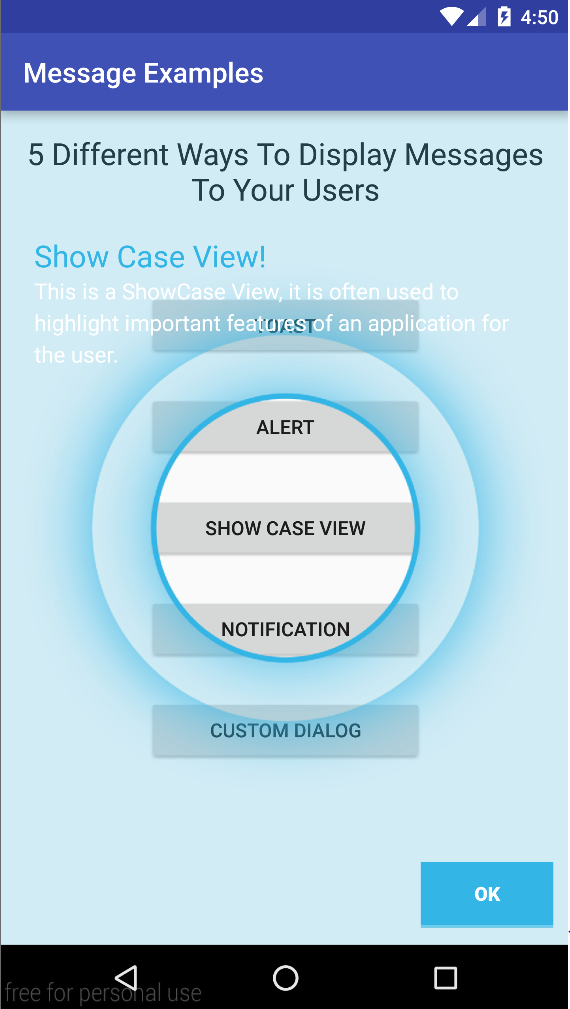 4:50
Message Examples
5 Different Ways To Display Messages
To Your Users
Show Case View!
This is a ShowCase View, it is often used to
highlight important features of an application for
the user.
TOAST
ALERT
SHOW CASE VIEW
NOTIFICATION
CUSTOM DIALOG
OK
free for personal use